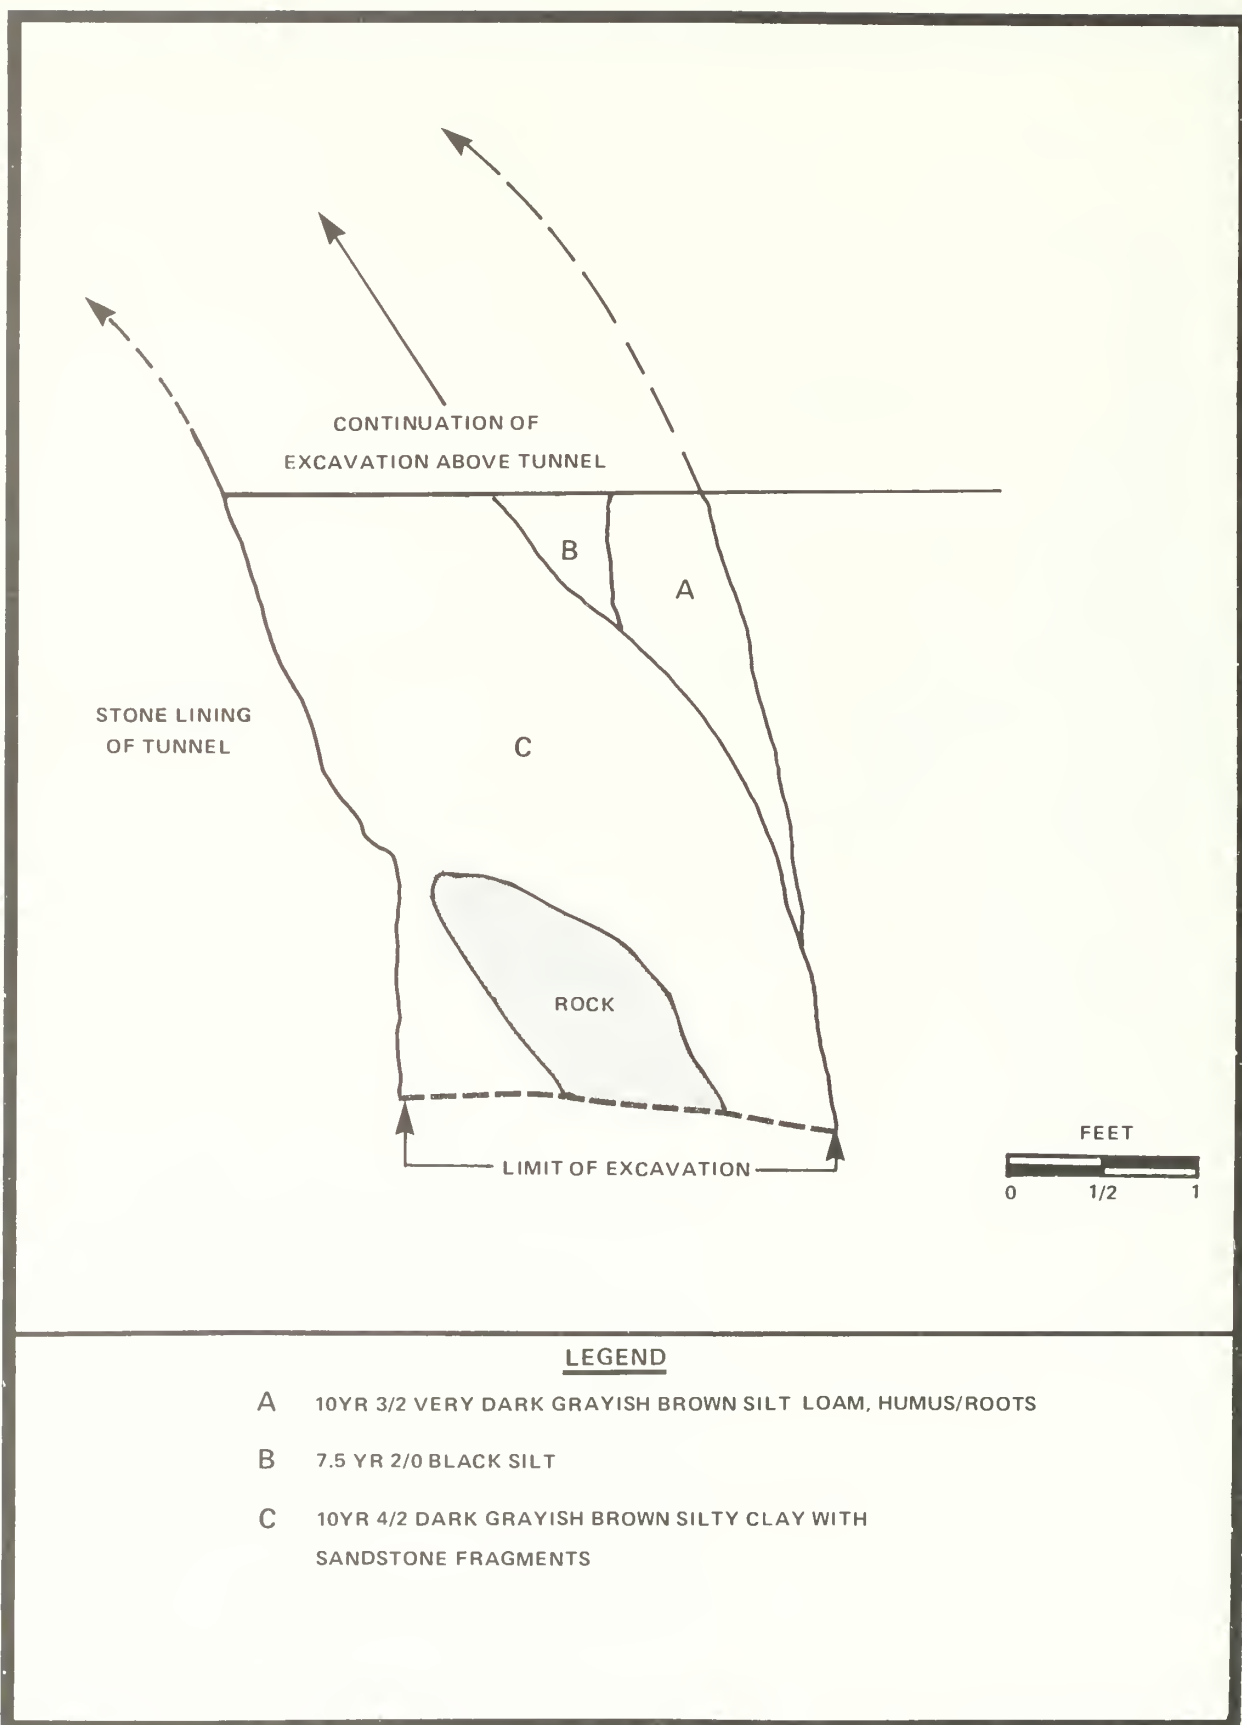 CONTINUATION OF
EXCAVATION ABOVE TUNNEL
B
A
STONE LINING
OF TUNNEL
C
ROCK
LIMIT OF EXCAVATION
FEET
0 1/2 1
LEGEND
A 10YR 3/2 VERY DARK GRAYISH BROWN SILT LOAM, HUMUS/ROOTS
B 7.5 YR 2/0 BLACK SILT
C 10YR 4/2 DARK GRAYISH BROWN SILTY CLAY WITH
SANDSTONE FRAGMENTS